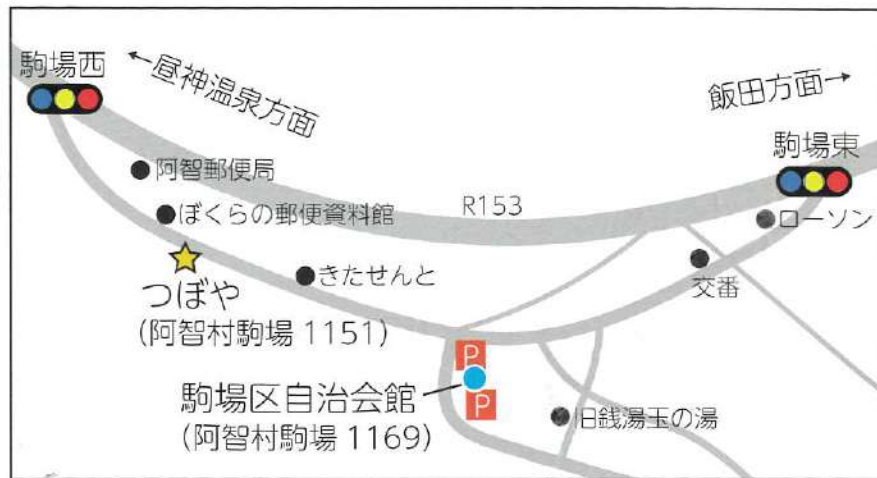 駒場西
←昼神温泉方面
飯田方面→
駒場東
阿智郵便局
ぼくらの郵便資料館
R153
ローソン
つぼや
(阿智村駒場 1151)
きたせんと
交番
P
駒場区自治会館
(阿智村駒場 1169)
P
旧銭湯玉の湯